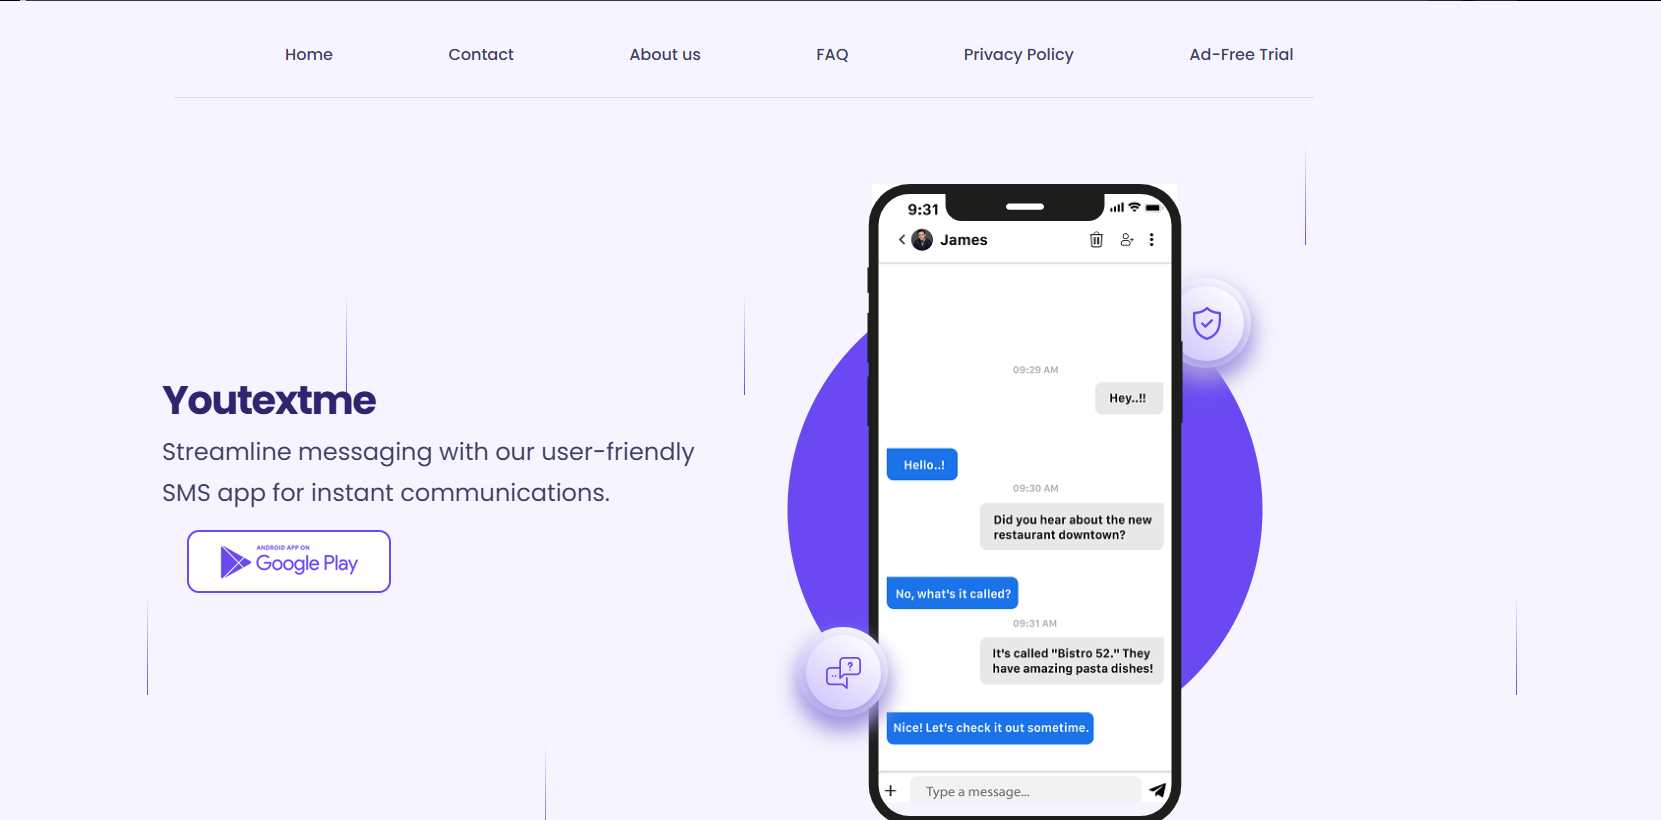 Home
Contact
About us
FAQ
Privacy Policy
Ad-Free Trial
Youtextme
Streamline messaging with our user-friendly
SMS app for instant communications.
ANDROID APP ON
Google Play
9:31
James
09:29 AM
Hey..!!
Hello..!
09:30 AM
Did you hear about the new
restaurant downtown?
No, what's it called?
09:31 AM
It's called "Bistro 52." They
have amazing pasta dishes!
Nice! Let's check it out sometime.
Type a message...